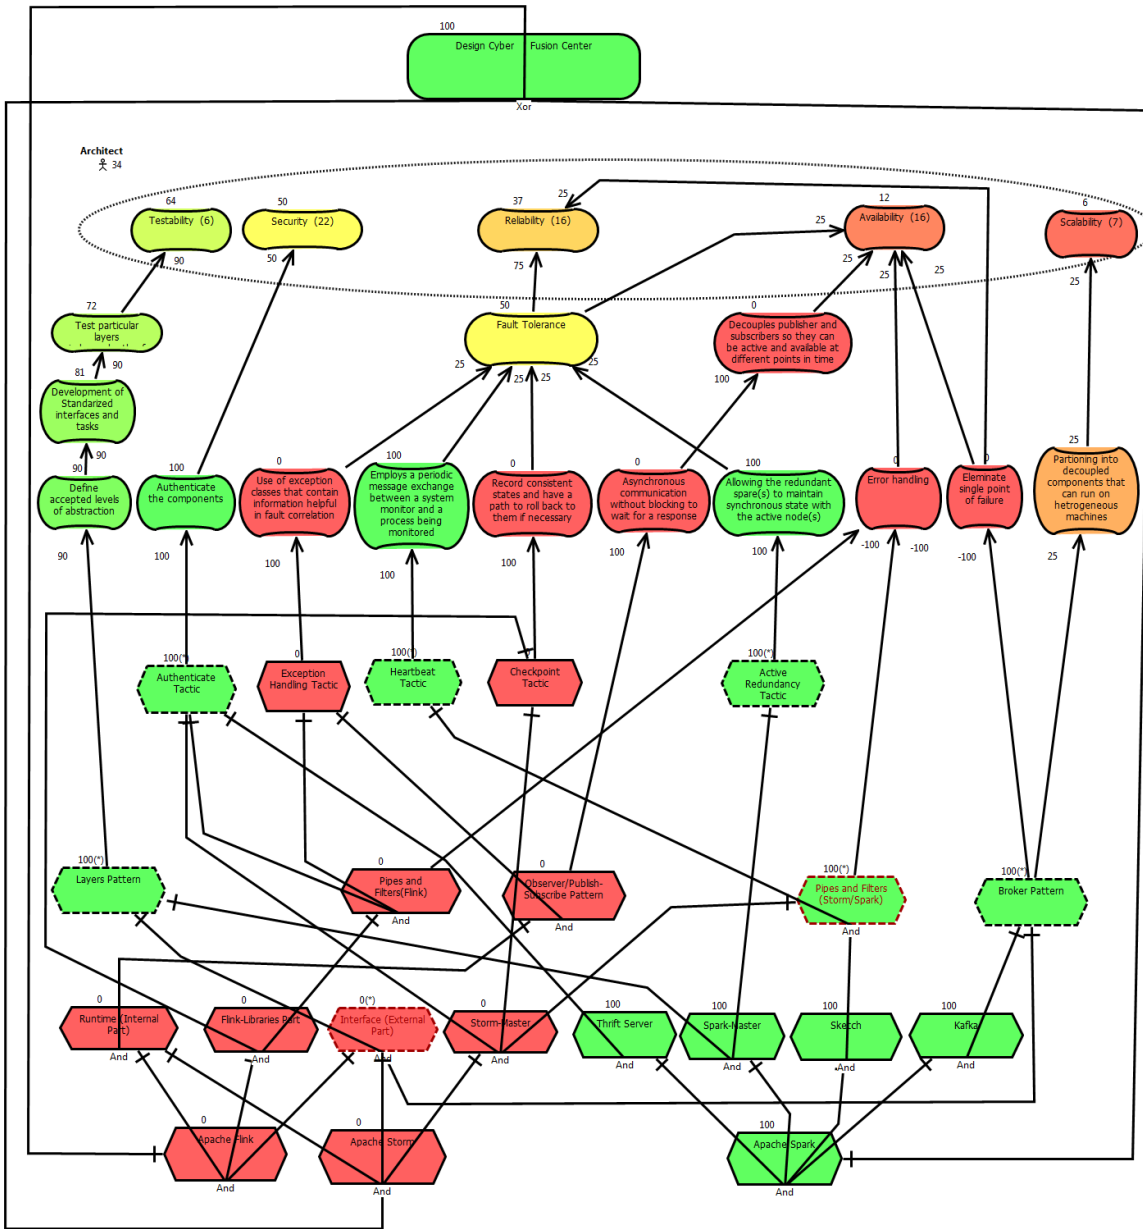 100
Design Cyber Fusion Center
Xor
Architect
34
64
Testability (6)
50
Security (22)
37
Reliability (16)
25
12
Availability (16)
6
Scalability (7)
90
50
75
25
25
25
25
25
72
Test particular
layers
50
Fault Tolerance
0
Decouples publisher and
subscribers so they can
be active and available at
different points in time
81
90
25
25
25
25
100
Development of
Standarized
interfaces and
tasks
90
90
Define
accepted levels
of abstraction
100
Authenticate
the components
0
Use of exception
classes that contain
information helpful
in fault correlation
100
Employs a periodic
message exchange
between a system
monitor and a
process being
monitored
0
Record consistent
states and have a
path to roll back to
them if necessary
0
Asynchronous
communication
without blocking to
wait for a response
100
Allowing the redundant
spare(s) to maintain
synchronous state with
the active node(s)
0
Error handling
0
Eleminate
single point
of failure
25
Partioning into
decoupled
components that
can run on
hetrogeneous
machines
90
100
100
100
100
100
100
-100
-100
-100
25
100(*)
Authenticate
Tactic
0
Exception
Handling Tactic
100(*)
Heartbeat
Tactic
Checkpoint
Tactic
100(*)
Active
Redundancy
Tactic
100(*)
Layers Pattern
0
Pipes and
Filters(Flink)
And
0
Observer/Publish-
Subscribe Pattern
And
100(*)
Pipes and Filters
(Storm/Spark)
And
100(*)
Broker Pattern
0
Runtime (Internal
Part)
And
0
Flink-Libraries Part
And
0(*)
Interface (External
Part)
And
0
Storm-Master
And
100
Thrift Server
And
100
Spark-Master
And
100
Sketch
And
100
Kafka
And
0
Apache Flink
And
0
Apache Storm
And
100
Apache Spark
And